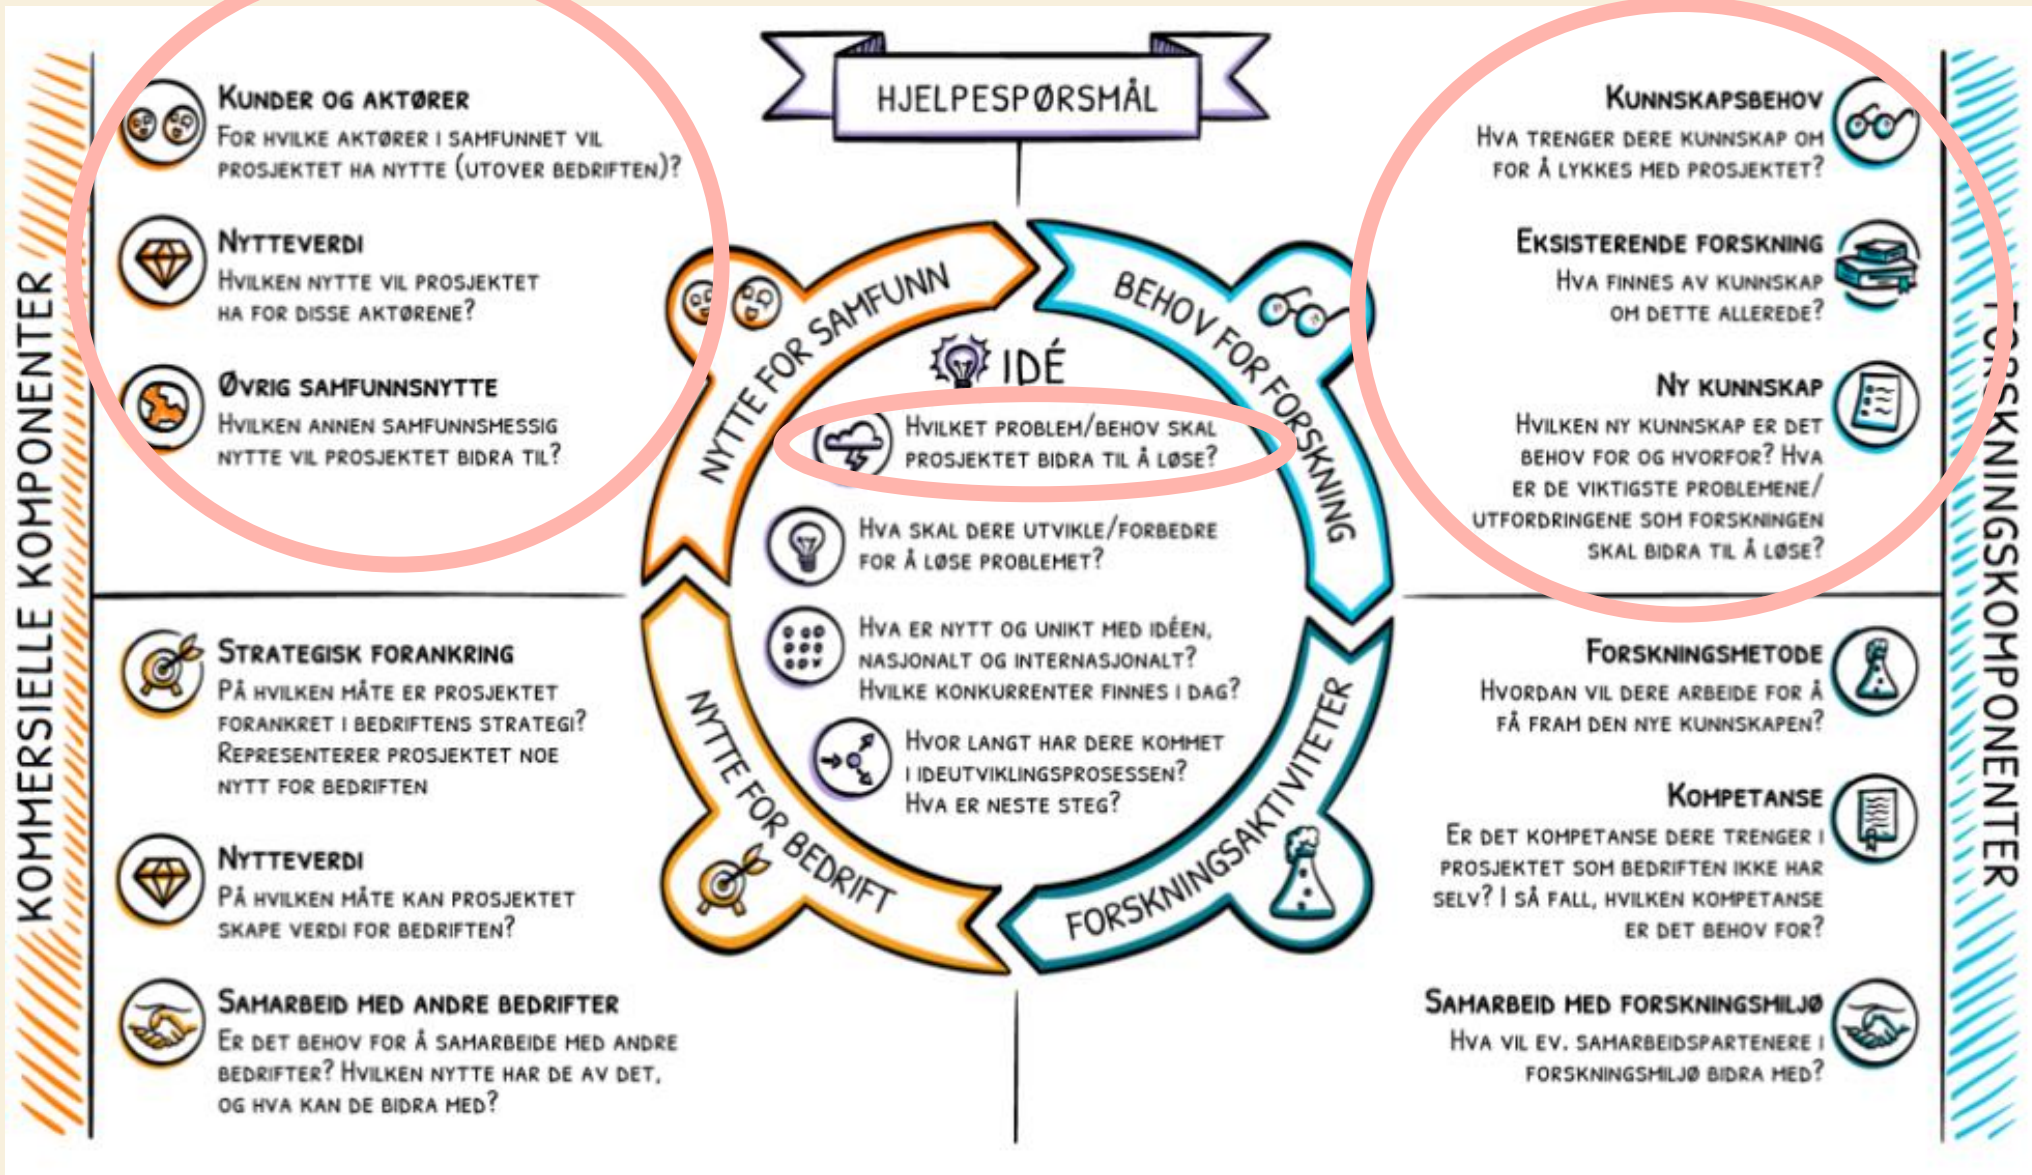 HJELPESPØRSMÅL
KOMMERSIELLE KOMPONENTER
KUNDER OG AKTØRER
FOR HVILKE AKTØRER I SAMFUNNET VIL
PROSJEKTET HA NYTTE (UTOVER BEDRIFTEN)?
NYTTEVERDI
HVILKEN NYTTE VIL PROSJEKTET
HA FOR DISSE AKTØRENE?
ØVRIG SAMFUNNSNYTTE
HVILKEN ANNEN SAMFUNNSMESSIG
NYTTE VIL PROSJEKTET BIDRA TIL?
STRATEGISK FORANKRING
PÅ HVILKEN MÅTE ER PROSJEKTET
FORANKRET I BEDRIFTENS STRATEGI?
REPRESENTERER PROSJEKTET NOE
NYTT FOR BEDRIFTEN
NYTTEVERDI
PÅ HVILKEN MÅTE KAN PROSJEKTET
SKAPE VERDI FOR BEDRIFTEN?
SAMARBEID MED ANDRE BEDRIFTER
ER DET BEHOV FOR Å SAMARBEIDE MED ANDRE
BEDRIFTER? HVILKEN NYTTE HAR DE AV DET,
OG HVA KAN DE BIDRA MED?
NYTTE FOR SAMFUNN
BEHOV FOR FORSKNING
NYTTE FOR BEDRIFT
FORSKNINGSAKTIVITETER
IDÉ
HVILKET PROBLEM/BEHOV SKAL
PROSJEKTET BIDRA TIL Å LØSE?
HVA SKAL DERE UTVIKLE/FORBEDRE
FOR Å LØSE PROBLEMET?
HVA ER NYTT OG UNIKT MED IDÉEN,
NASJONALT OG INTERNASJONALT?
HVILKE KONKURRENTER FINNES I DAG?
HVOR LANGT HAR DERE KOMMET
I IDEUTVIKLINGSPROSESSEN?
HVA ER NESTE STEG?
KUNNSKAPSBEHOV
HVA TRENGER DERE KUNNSKAP OM
FOR Å LYKKES MED PROSJEKTET?
EKSISTERENDE FORSKNING
HVA FINNES AV KUNNSKAP
OM DETTE ALLEREDE?
NY KUNNSKAP
HVILKEN NY KUNNSKAP ER DET
BEHOV FOR OG HVORFOR? HVA
ER DE VIKTIGSTE PROBLEMENE/
UTFORDRINGENE SOM FORSKNINGEN
SKAL BIDRA TIL Å LØSE?
FORSKNINGSMETODE
HVORDAN VIL DERE ARBEIDE FOR Å
FÅ FRAM DEN NYE KUNNSKAPEN?
KOMPETANSE
ER DET KOMPETANSE DERE TRENGER I
PROSJEKTET SOM BEDRIFTEN IKKE HAR
SELV? I SÅ FALL, HVILKEN KOMPETANSE
ER DET BEHOV FOR?
SAMARBEID MED FORSKNINGSMILJØ
HVA VIL EV. SAMARBEIDSPARTENERE I
FORSKNINGSMILJØ BIDRA MED?
FORSKNINGSKOMPONENTER